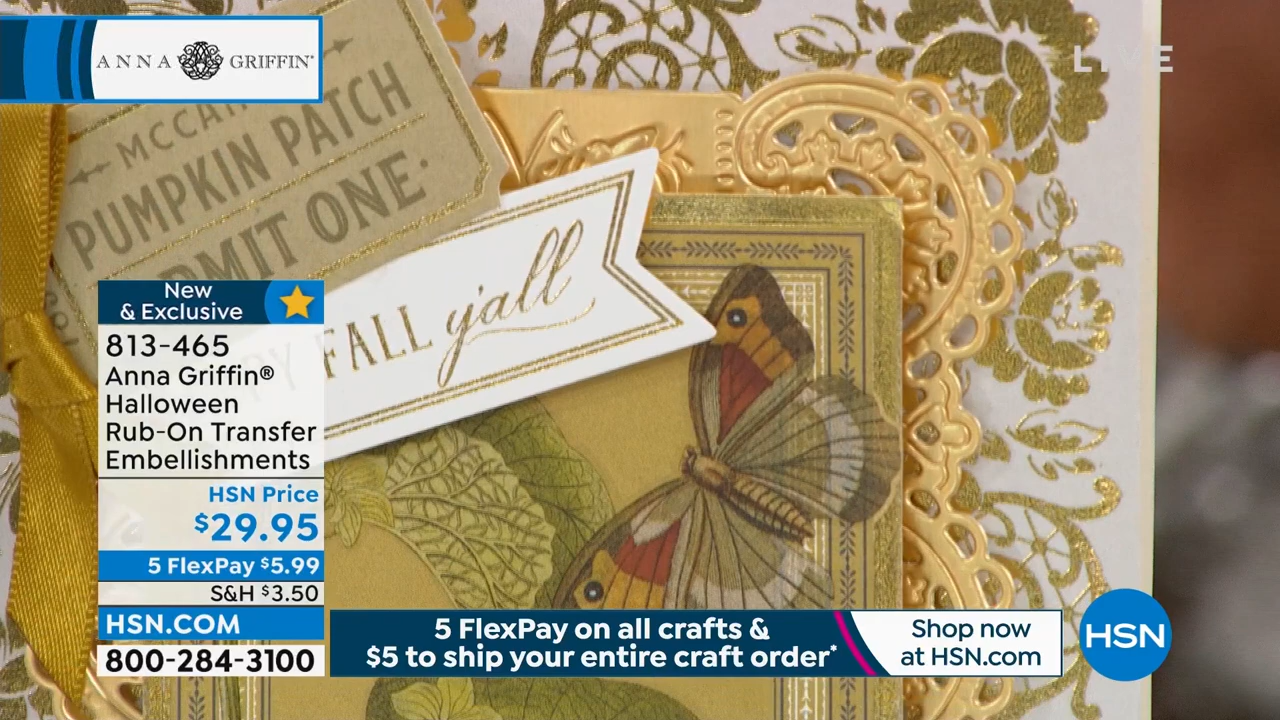 ANNA GRIFFIN®
LIVE
PUMPKIN PATCH
ADMIT ONE
FALL y'all
New
& Exclusive
813-465
Anna Griffin®
Halloween
Rub-On Transfer
Embellishments
HSN Price
$29.95
5 FlexPay $5.99
S&H $3.50
HSN.COM
800-284-3100
5 FlexPay on all crafts &
$5 to ship your entire craft order*
Shop now
at HSN.com
HSN